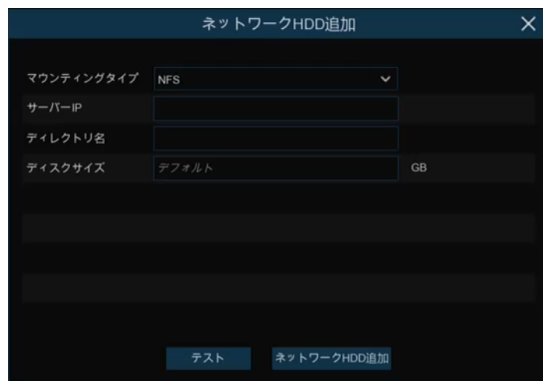 ネットワークHDD追加
マウンティングタイプ NFS
サーバーIP
ディレクトリ名
ディスクサイズ デフォルト GB
テスト ネットワークHDD追加